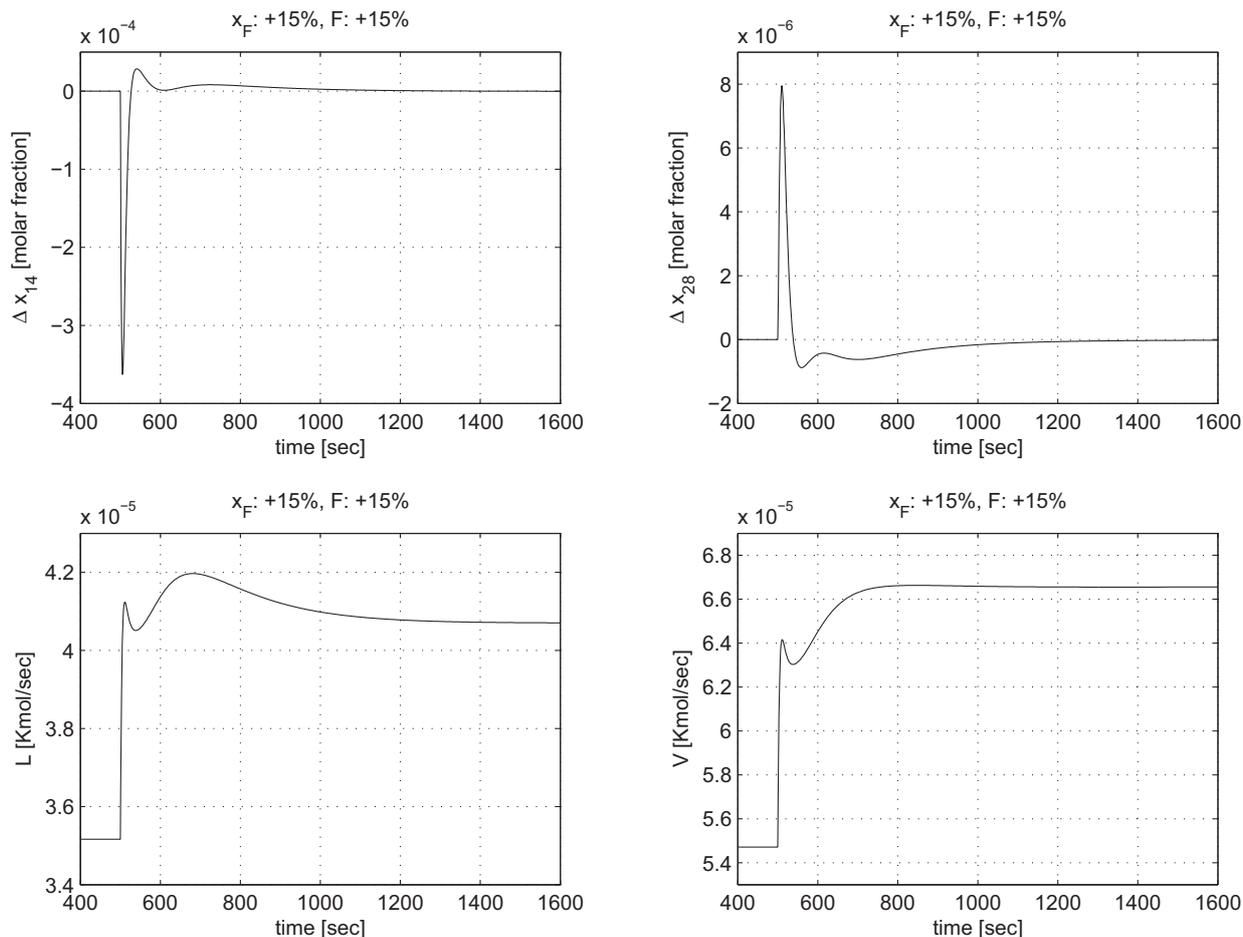 x_F: +15%, F: +15%
x 10^−4
0
−1
−2
−3
−4
400 600 800 1000 1200 1400 1600
time [sec]
Δ x_14 [molar fraction]
x_F: +15%, F: +15%
x 10^−6
8
6
4
2
0
−2
400 600 800 1000 1200 1400 1600
time [sec]
Δ x_28 [molar fraction]
x_F: +15%, F: +15%
x 10^−5
4.2
4
3.8
3.6
3.4
400 600 800 1000 1200 1400 1600
time [sec]
L [Kmol/sec]
x_F: +15%, F: +15%
x 10^−5
6.8
6.6
6.4
6.2
6
5.8
5.6
5.4
400 600 800 1000 1200 1400 1600
time [sec]
V [Kmol/sec]